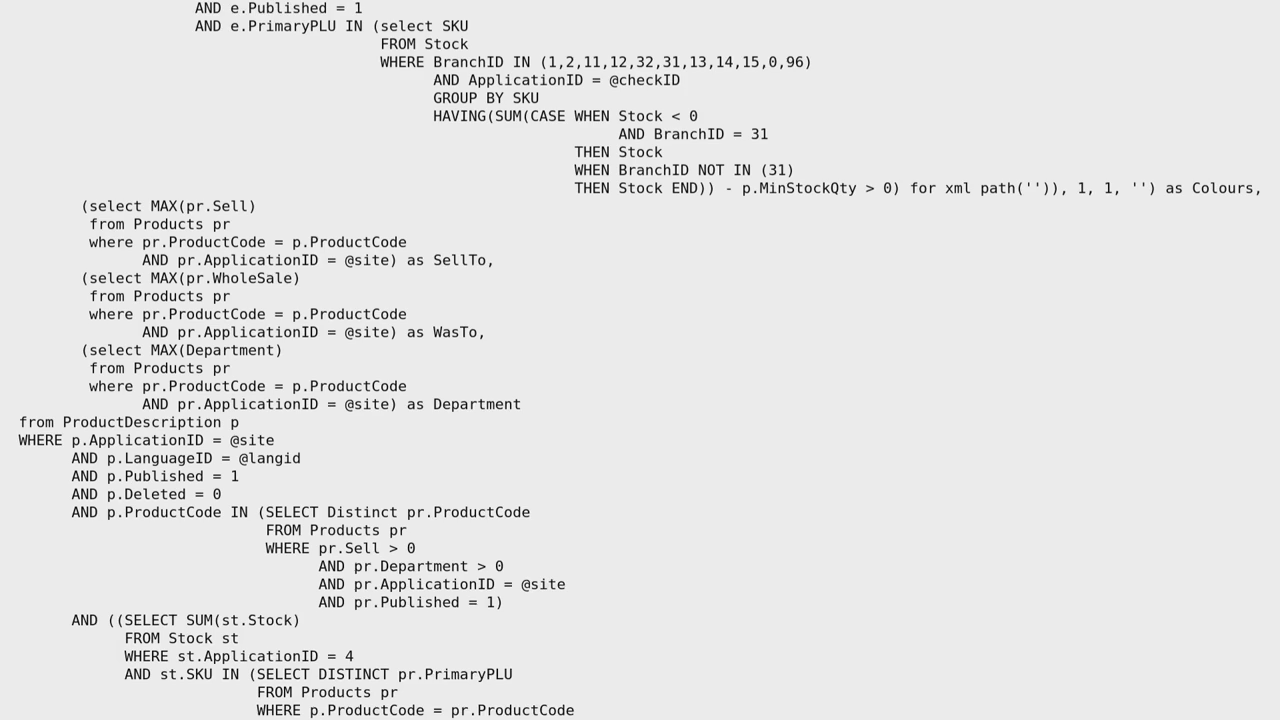 AND e.Published = 1
AND e.PrimaryPLU IN (select SKU
FROM Stock
WHERE BranchID IN (1,2,11,12,32,31,13,14,15,0,96)
AND ApplicationID = @checkID
GROUP BY SKU
HAVING(SUM(CASE WHEN Stock < 0
AND BranchID = 31
THEN Stock
WHEN BranchID NOT IN (31)
THEN Stock END)) - p.MinStockQty > 0) for xml path('')), 1, 1, '') as Colours,
(select MAX(pr.Sell)
from Products pr
where pr.ProductCode = p.ProductCode
AND pr.ApplicationID = @site) as SellTo,
(select MAX(pr.WholeSale)
from Products pr
where pr.ProductCode = p.ProductCode
AND pr.ApplicationID = @site) as WasTo,
(select MAX(Department)
from Products pr
where pr.ProductCode = p.ProductCode
AND pr.ApplicationID = @site) as Department
from ProductDescription p
WHERE p.ApplicationID = @site
AND p.LanguageID = @langid
AND p.Published = 1
AND p.Deleted = 0
AND p.ProductCode IN (SELECT Distinct pr.ProductCode
FROM Products pr
WHERE pr.Sell > 0
AND pr.Department > 0
AND pr.ApplicationID = @site
AND pr.Published = 1)
AND ((SELECT SUM(st.Stock)
FROM Stock st
WHERE st.ApplicationID = 4
AND st.SKU IN (SELECT DISTINCT pr.PrimaryPLU
FROM Products pr
WHERE p.ProductCode = pr.ProductCode